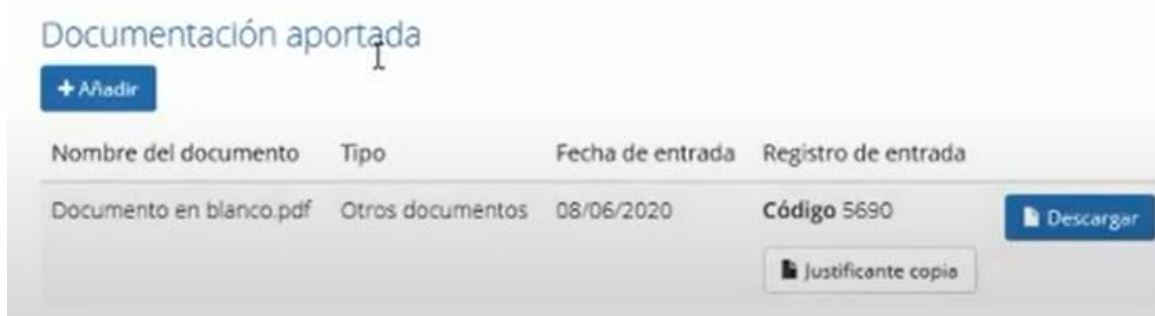 Documentación aportada
+ Añadir
Nombre del documento Tipo Fecha de entrada Registro de entrada
Documento en blanco.pdf Otros documentos 08/06/2020 Código 5690 Descargar
Justificante copia